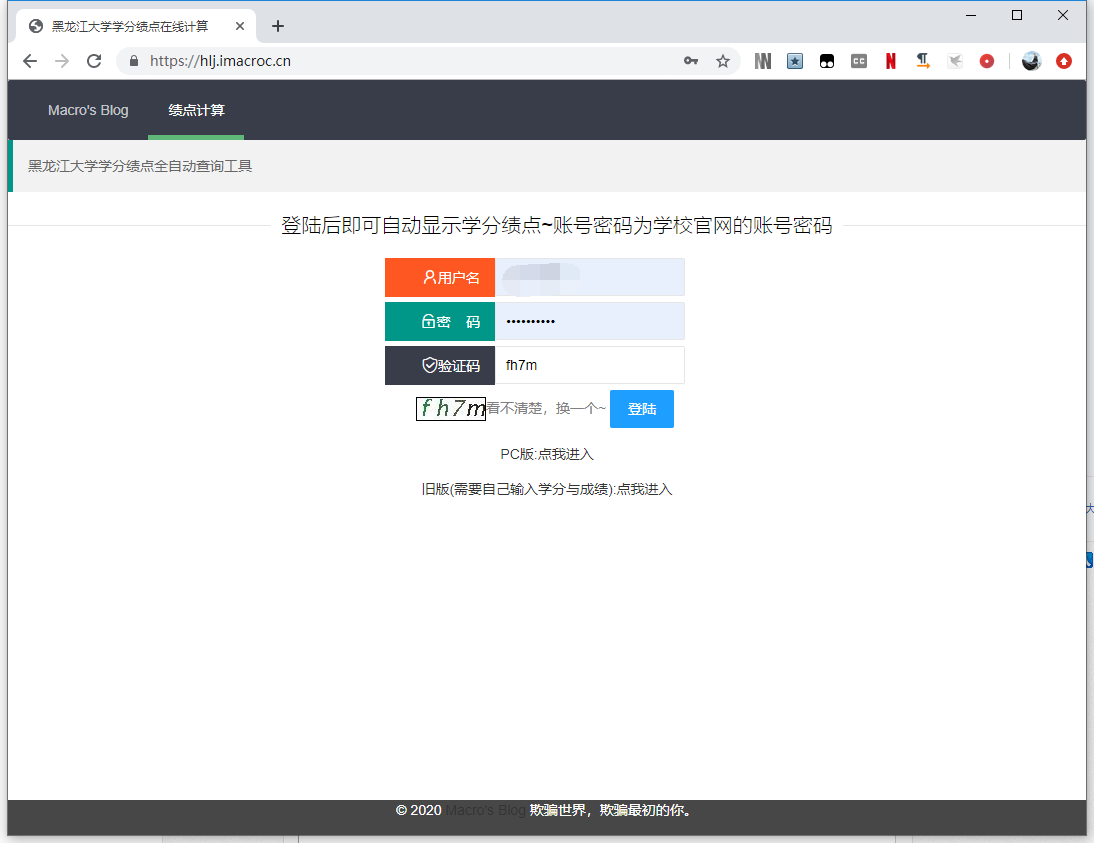 黑龙江大学学分绩点在线计算
https://hlj.imacroc.cn
CC
N
Macro's Blog 绩点计算
黑龙江大学学分绩点全自动查询工具
登陆后即可自动显示学分绩点~账号密码为学校官网的账号密码
用户名
密 码 ••••••••••
验证码 fh7m
fh7m 看不清楚，换一个~ 登陆
PC版:点我进入
旧版(需要自己输入学分与成绩):点我进入
大
© 2020 Macro's Blog 欺骗世界，欺骗最初的你。